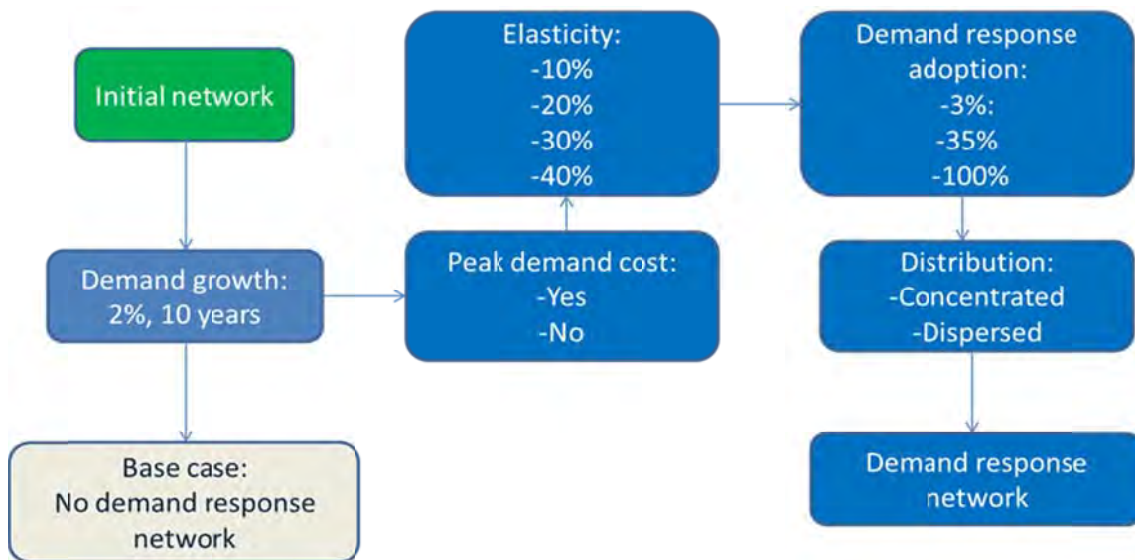 Initial network
Demand growth:
2%, 10 years
Base case:
No demand response
network
Peak demand cost:
-Yes
-No
Elasticity:
-10%
-20%
-30%
-40%
Demand response
adoption:
-3%:
-35%
-100%
Distribution:
-Concentrated
-Dispersed
Demand response
network